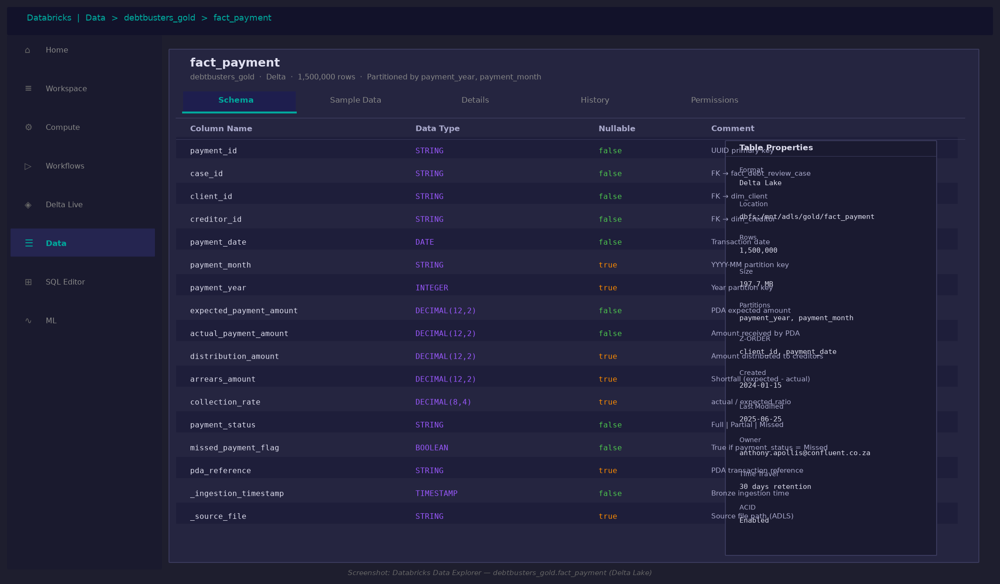 Databricks | Data > debtbusters_gold > fact_payment
Home
Workspace
Compute
Workflows
Delta Live
Data
SQL Editor
ML
fact_payment
debtbusters_gold · Delta · 1,500,000 rows · Partitioned by payment_year, payment_month
Schema Sample Data Details History Permissions
Column Name Data Type Nullable Comment
payment_id STRING false UUID primary key
case_id STRING false FK → fact_debt_review_case
client_id STRING false FK → dim_client
creditor_id STRING false FK → dim_creditor
payment_date DATE false Transaction date
payment_month STRING true YYYY-MM partition key
payment_year INTEGER true Year partition key
expected_payment_amount DECIMAL(12,2) false PDA expected amount
actual_payment_amount DECIMAL(12,2) false Amount received by PDA
distribution_amount DECIMAL(12,2) true Amount distributed to creditors
arrears_amount DECIMAL(12,2) true Shortfall (expected - actual)
collection_rate DECIMAL(8,4) true actual / expected ratio
payment_status STRING false Full | Partial | Missed
missed_payment_flag BOOLEAN false True if payment_status = Missed
pda_reference STRING true PDA transaction reference
_ingestion_timestamp TIMESTAMP false Bronze ingestion time
_source_file STRING true Source file path (ADLS)
Table Properties
Format
Delta Lake
Location
dbfs:/mnt/adls/gold/fact_payment
Rows
1,500,000
Size
197.7 MB
Partitions
payment_year, payment_month
Z-ORDER
client_id, payment_date
Created
2024-01-15
Last Modified
2025-06-25
Owner
anthony.apollis@confluent.co.za
Time Travel
30 days retention
ACID
Enabled
Screenshot: Databricks Data Explorer — debtbusters_gold.fact_payment (Delta Lake)